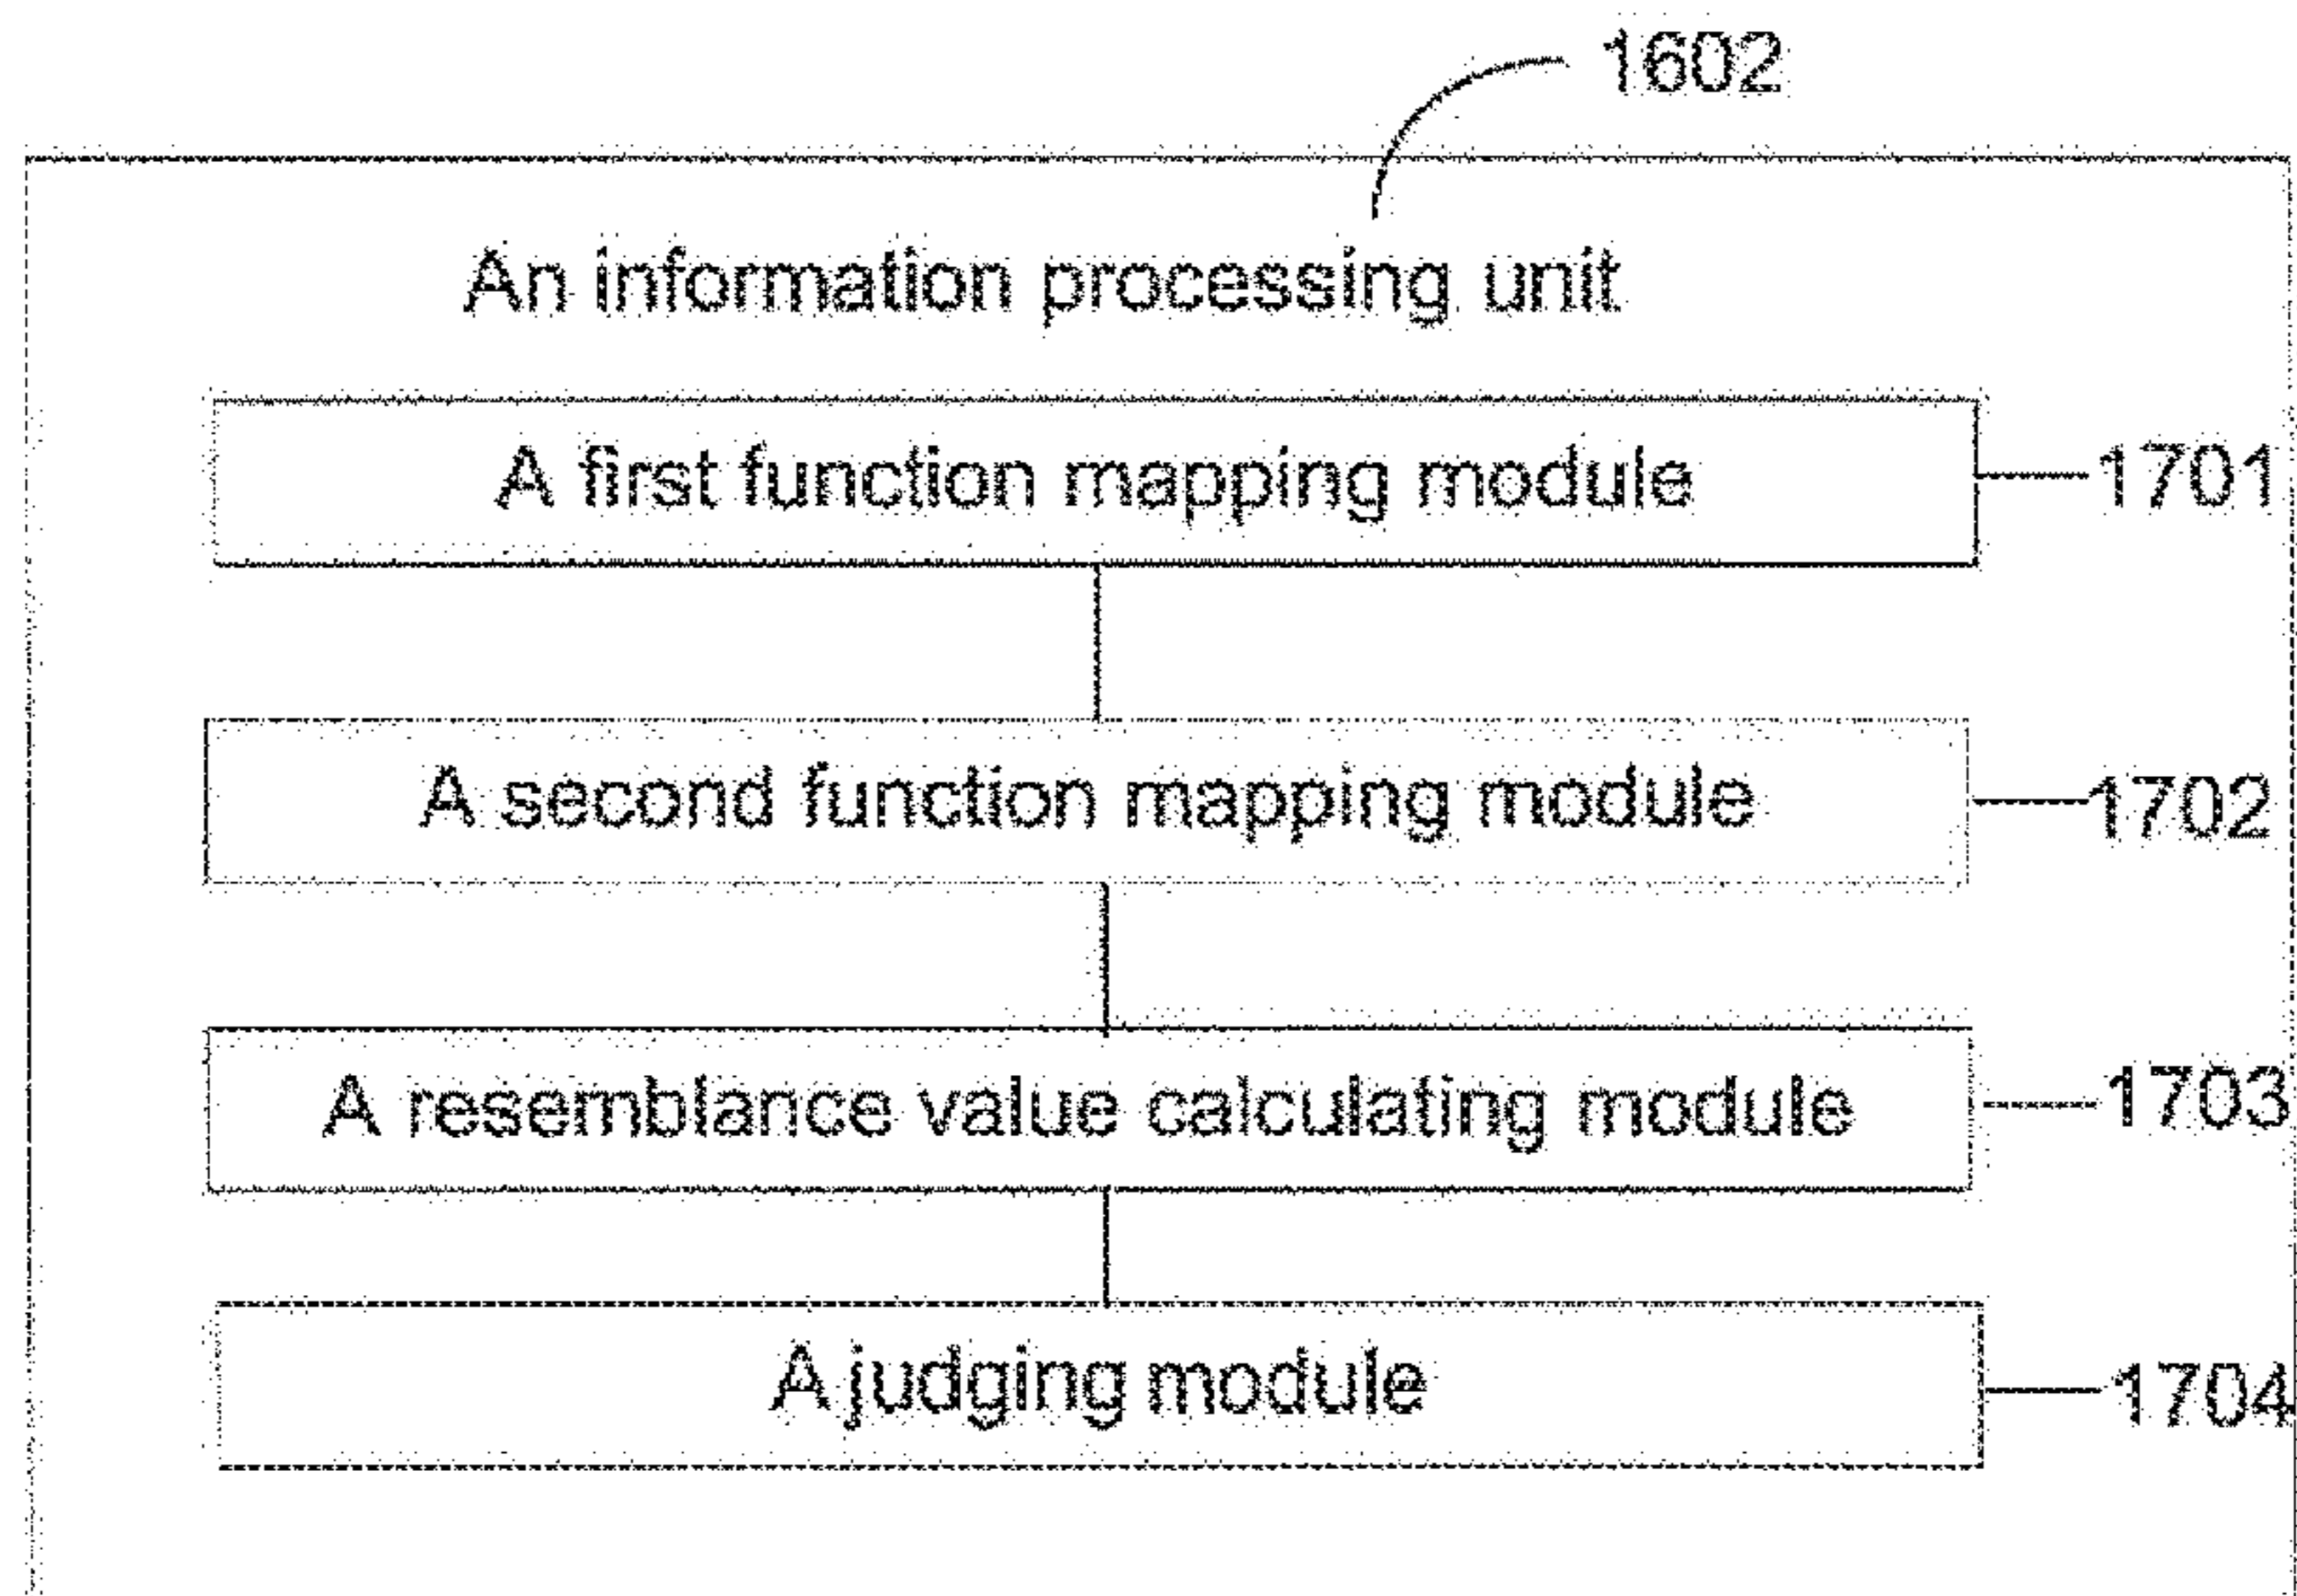 1602
An information processing unit
A first function mapping module
1701
A second function mapping module
1702
A resemblance value calculating module
1703
A judging module
1704